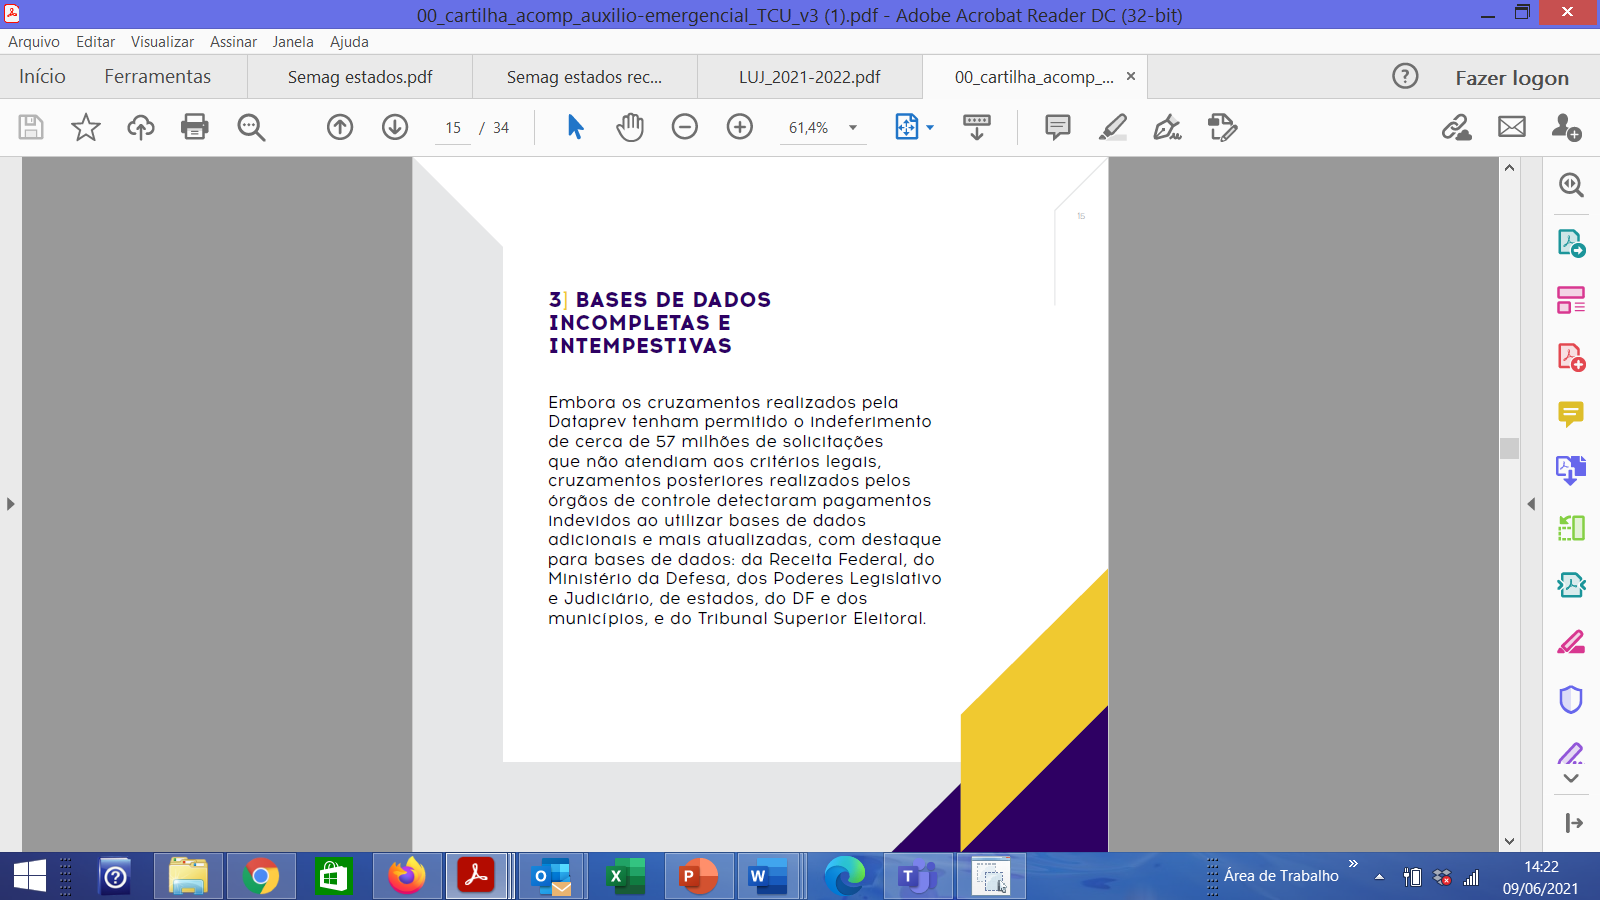 00_cartilha_acomp_auxilio-emergencial_TCU_v3 (1).pdf - Adobe Acrobat Reader DC (32-bit)
Arquivo Editar Visualizar Assinar Janela Ajuda
Início Ferramentas Semag estados.pdf Semag estados rec... LUJ_2021-2022.pdf 00_cartilha_acomp_... × ? Fazer logon
15 / 34 61,4%
15
3] BASES DE DADOS
INCOMPLETAS E
INTEMPESTIVAS
Embora os cruzamentos realizados pela
Dataprev tenham permitido o indeferimento
de cerca de 57 milhões de solicitações
que não atendiam aos critérios legais,
cruzamentos posteriores realizados pelos
órgãos de controle detectaram pagamentos
indevidos ao utilizar bases de dados
adicionais e mais atualizadas, com destaque
para bases de dados: da Receita Federal, do
Ministério da Defesa, dos Poderes Legislativo
e Judiciário, de estados, do DF e dos
municípios, e do Tribunal Superior Eleitoral.
Área de Trabalho
14:22
09/06/2021